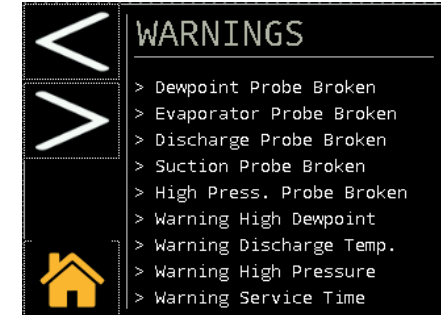 WARNINGS
> Dewpoint Probe Broken
> Evaporator Probe Broken
> Discharge Probe Broken
> Suction Probe Broken
> High Press. Probe Broken
> Warning High Dewpoint
> Warning Discharge Temp.
> Warning High Pressure
> Warning Service Time